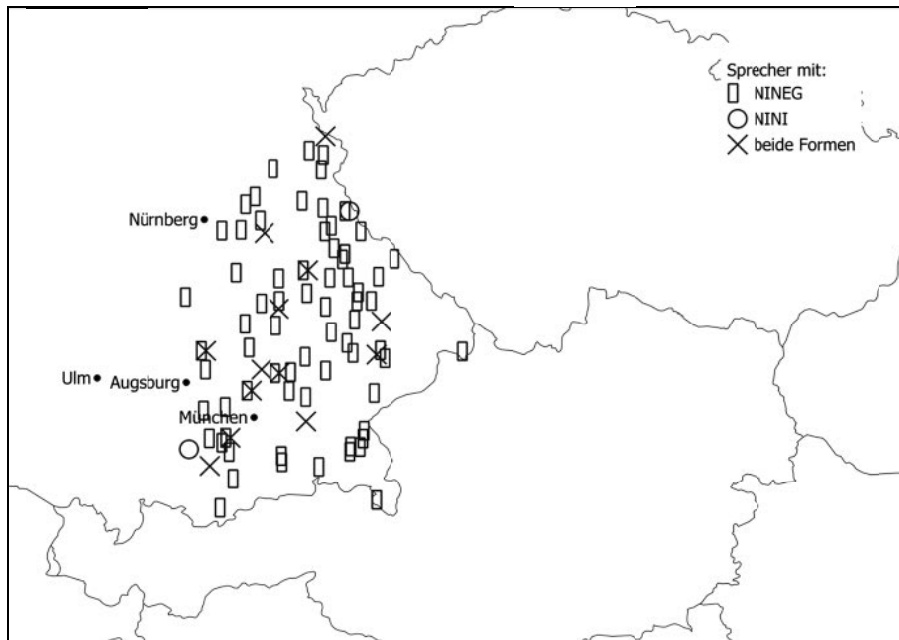 Sprecher mit:
NINEG
NINI
beide Formen
Nürnberg
Ulm
Augsburg
München